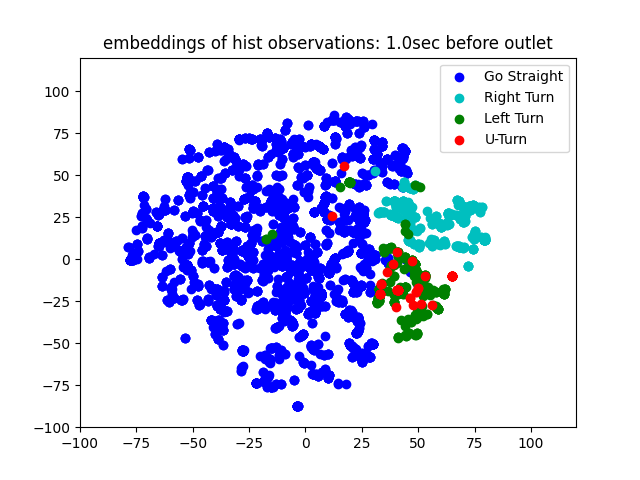 embeddings of hist observations: 1.0sec before outlet
Go Straight
Right Turn
Left Turn
U-Turn
100
75
50
25
0
−25
−50
−75
−100
−100 −75 −50 −25 0 25 50 75 100